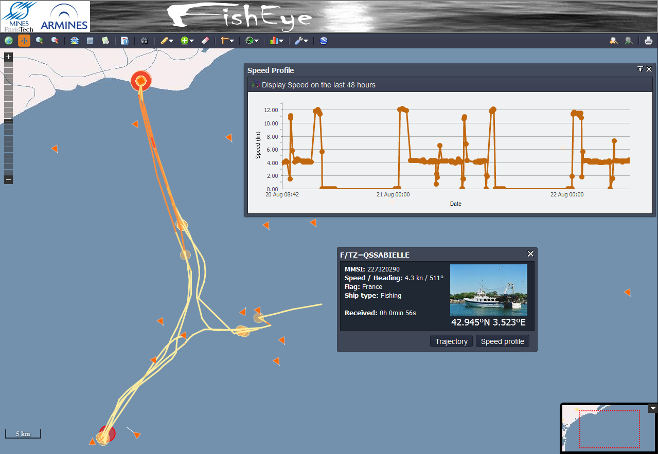 MINES
ParisTech
ARMINES
FishEye
Speed Profile
Display Speed on the last 48 hours
12.00
10.00
8.00
6.00
4.00
2.00
0.00
Speed (kn)
20 Aug 08:42
21 Aug 00:00
22 Aug 00:00
Date
F/TZ-QSSABIELLE
MMSI: 227320290
Speed / Heading: 4.3 kn / 511°
Flag: France
Ship type: Fishing
Received: 0h 0min 56s
42.945°N 3.523°E
Trajectory
Speed profile
5 km